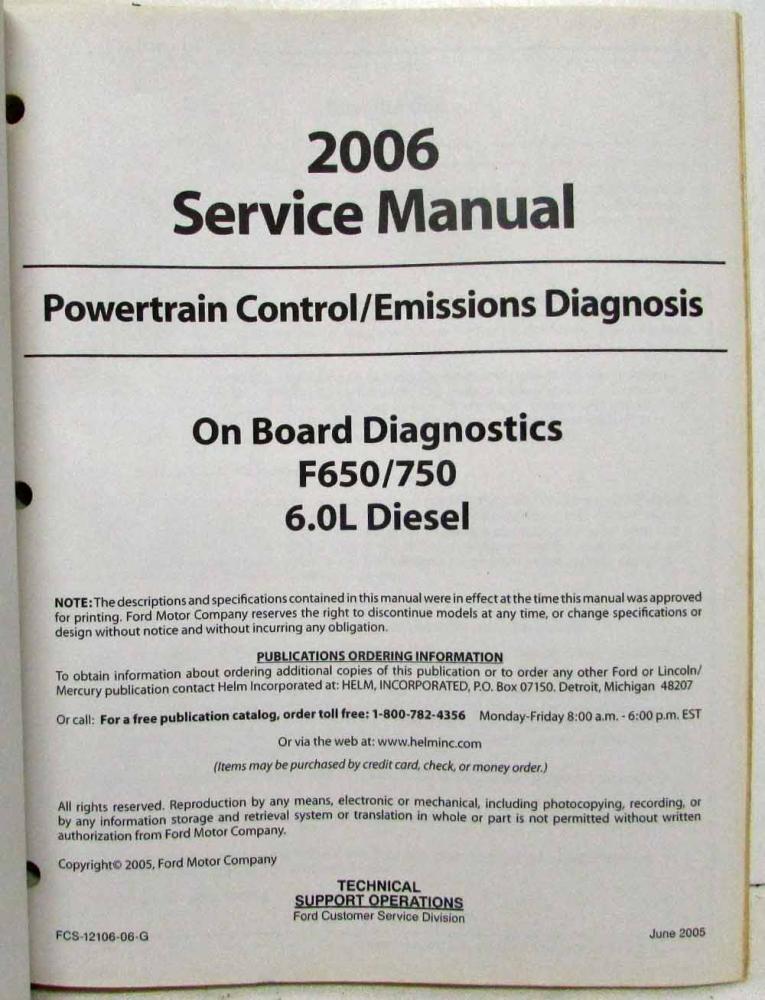 2006
Service Manual
Powertrain Control/Emissions Diagnosis
On Board Diagnostics
F650/750
6.0L Diesel
NOTE: The descriptions and specifications contained in this manual were in effect at the time this manual was approved
for printing. Ford Motor Company reserves the right to discontinue models at any time, or change specifications or
design without notice and without incurring any obligation.
PUBLICATIONS ORDERING INFORMATION
To obtain information about ordering additional copies of this publication or to order any other Ford or Lincoln/
Mercury publication contact Helm Incorporated at: HELM, INCORPORATED, P.O. Box 07150. Detroit, Michigan 48207
Or call: For a free publication catalog, order toll free: 1-800-782-4356 Monday-Friday 8:00 a.m. - 6:00 p.m. EST
Or via the web at: www.helminc.com
(Items may be purchased by credit card, check, or money order.)
All rights reserved. Reproduction by any means, electronic or mechanical, including photocopying, recording, or
by any information storage and retrieval system or translation in whole or part is not permitted without written
authorization from Ford Motor Company.
Copyright© 2005, Ford Motor Company
TECHNICAL
SUPPORT OPERATIONS
Ford Customer Service Division
FCS-12106-06-G
June 2005